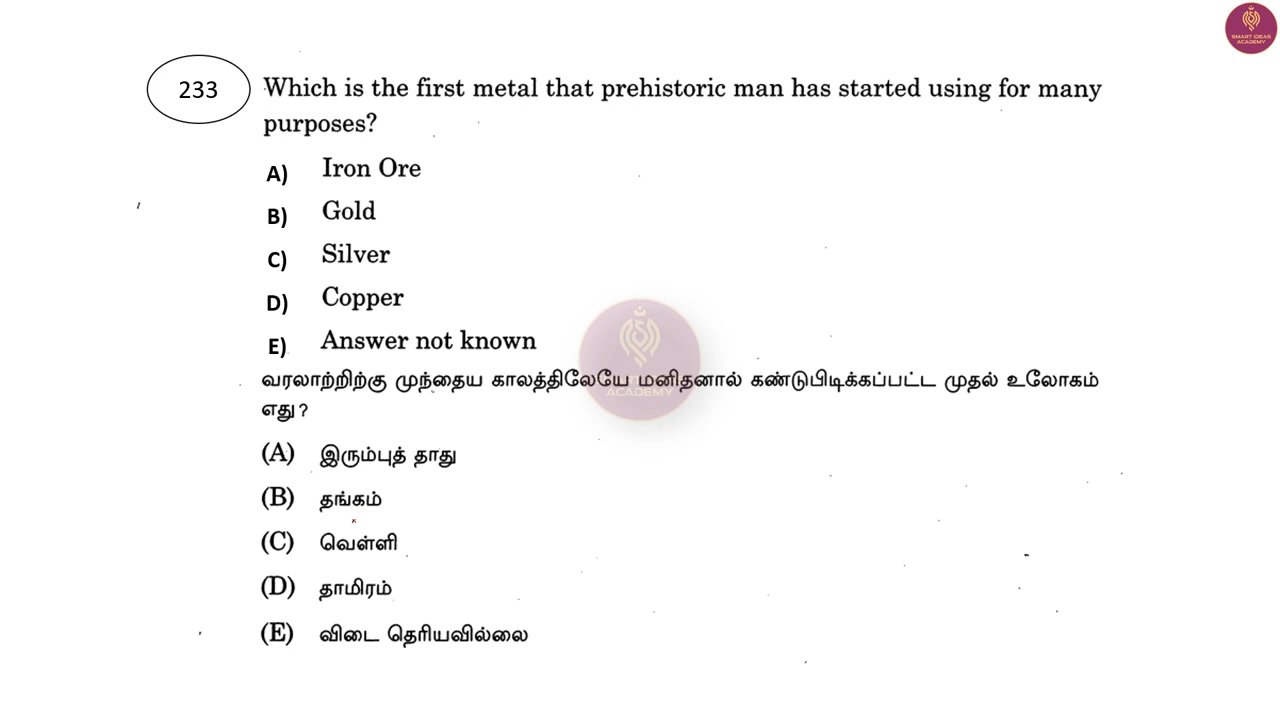 SMART IDEAS
ACADEMY
233
Which is the first metal that prehistoric man has started using for many
purposes?
A) Iron Ore
B) Gold
C) Silver
D) Copper
E) Answer not known
வரலாற்றிற்கு முந்தைய காலத்திலேயே மனிதனால் கண்டுபிடிக்கப்பட்ட முதல் உலோகம்
எது?
ACADEMY
(A) இரும்புத் தாது
(B) தங்கம்
(C) வெள்ளி
(D) தாமிரம்
(E) விடை தெரியவில்லை